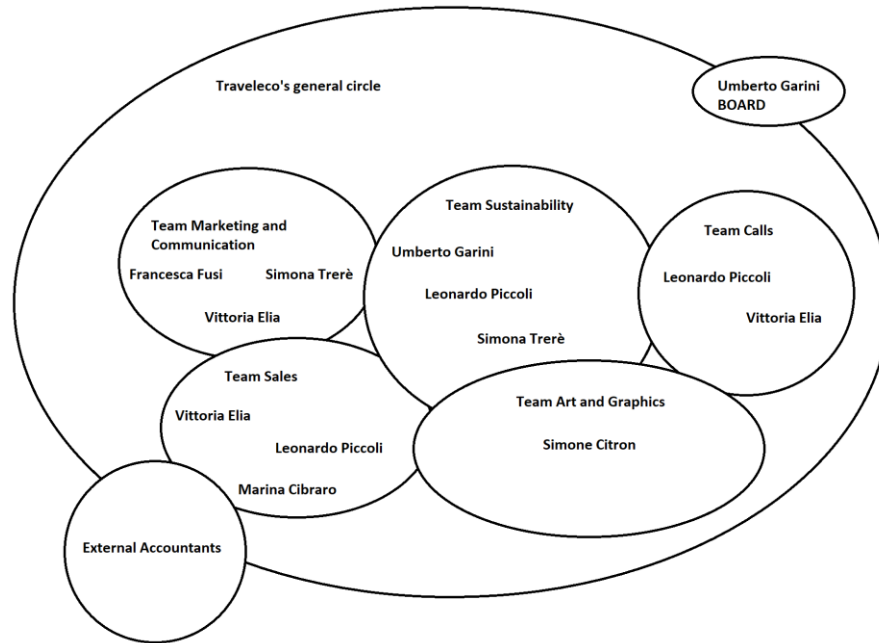 Traveleco's general circle
Umberto Garini
BOARD
Team Marketing and
Communication
Francesca Fusi
Simona Trerè
Vittoria Elia
Team Sustainability
Umberto Garini
Leonardo Piccoli
Simona Trerè
Team Calls
Leonardo Piccoli
Vittoria Elia
Team Sales
Vittoria Elia
Leonardo Piccoli
Marina Cibraro
Team Art and Graphics
Simone Citron
External Accountants